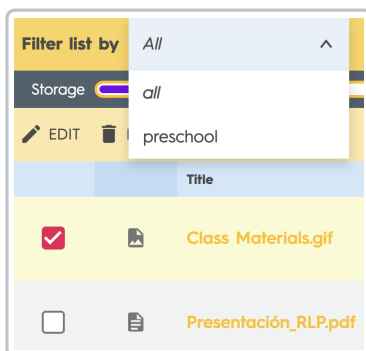 Filter list by All
Storage
all
EDIT
preschool
Title
Class Materials.gif
Presentación_RLP.pdf